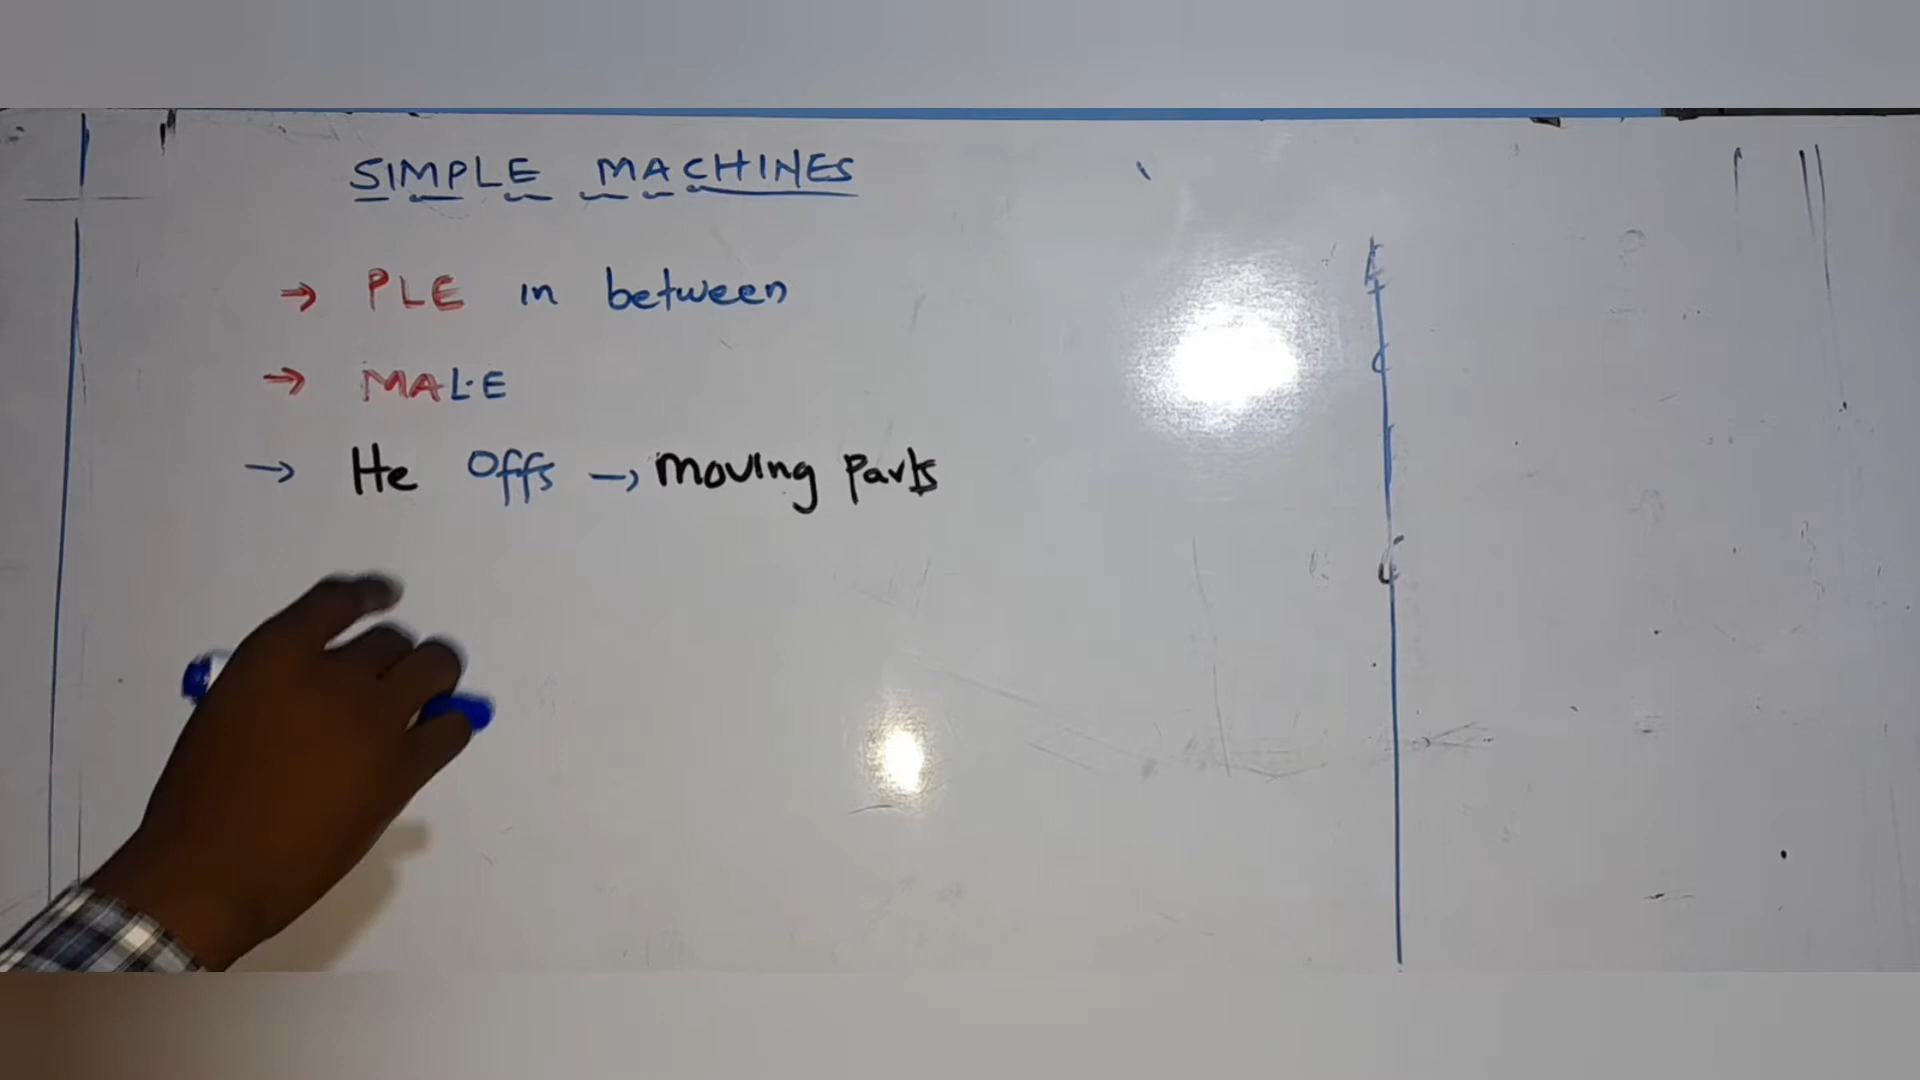 SIMPLE MACHINES
→ PLE in between
→ MALE
→ He Offs → moving parts